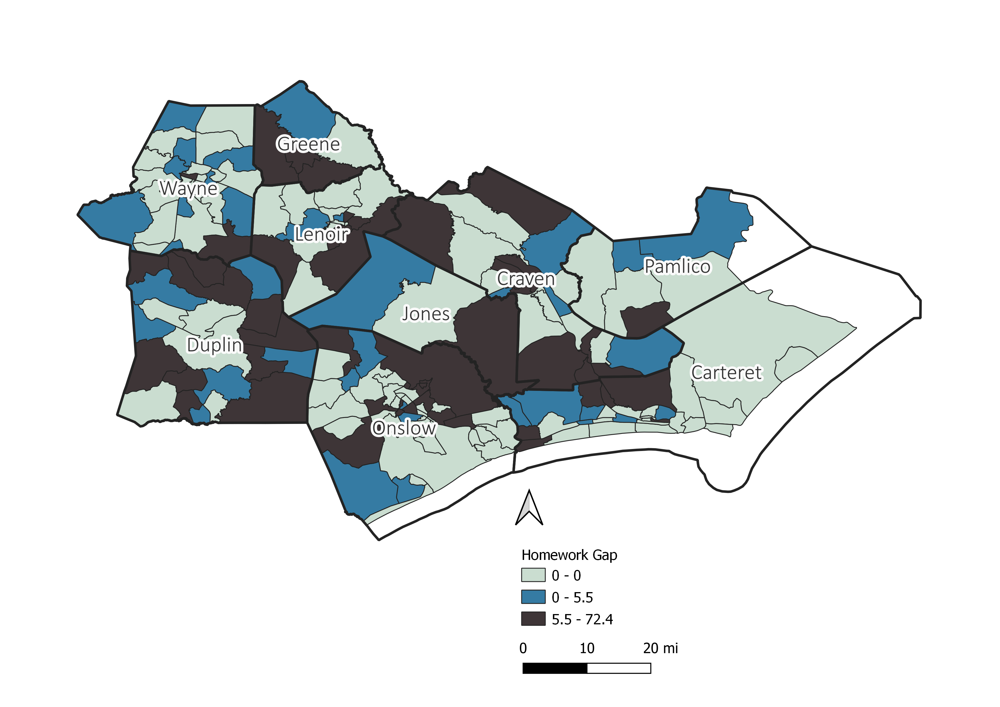 Greene
Wayne
Lenoir
Pamlico
Craven
Jones
Duplin
Carteret
Onslow
Homework Gap
0 - 0
0 - 5.5
5.5 - 72.4
0 10 20 mi